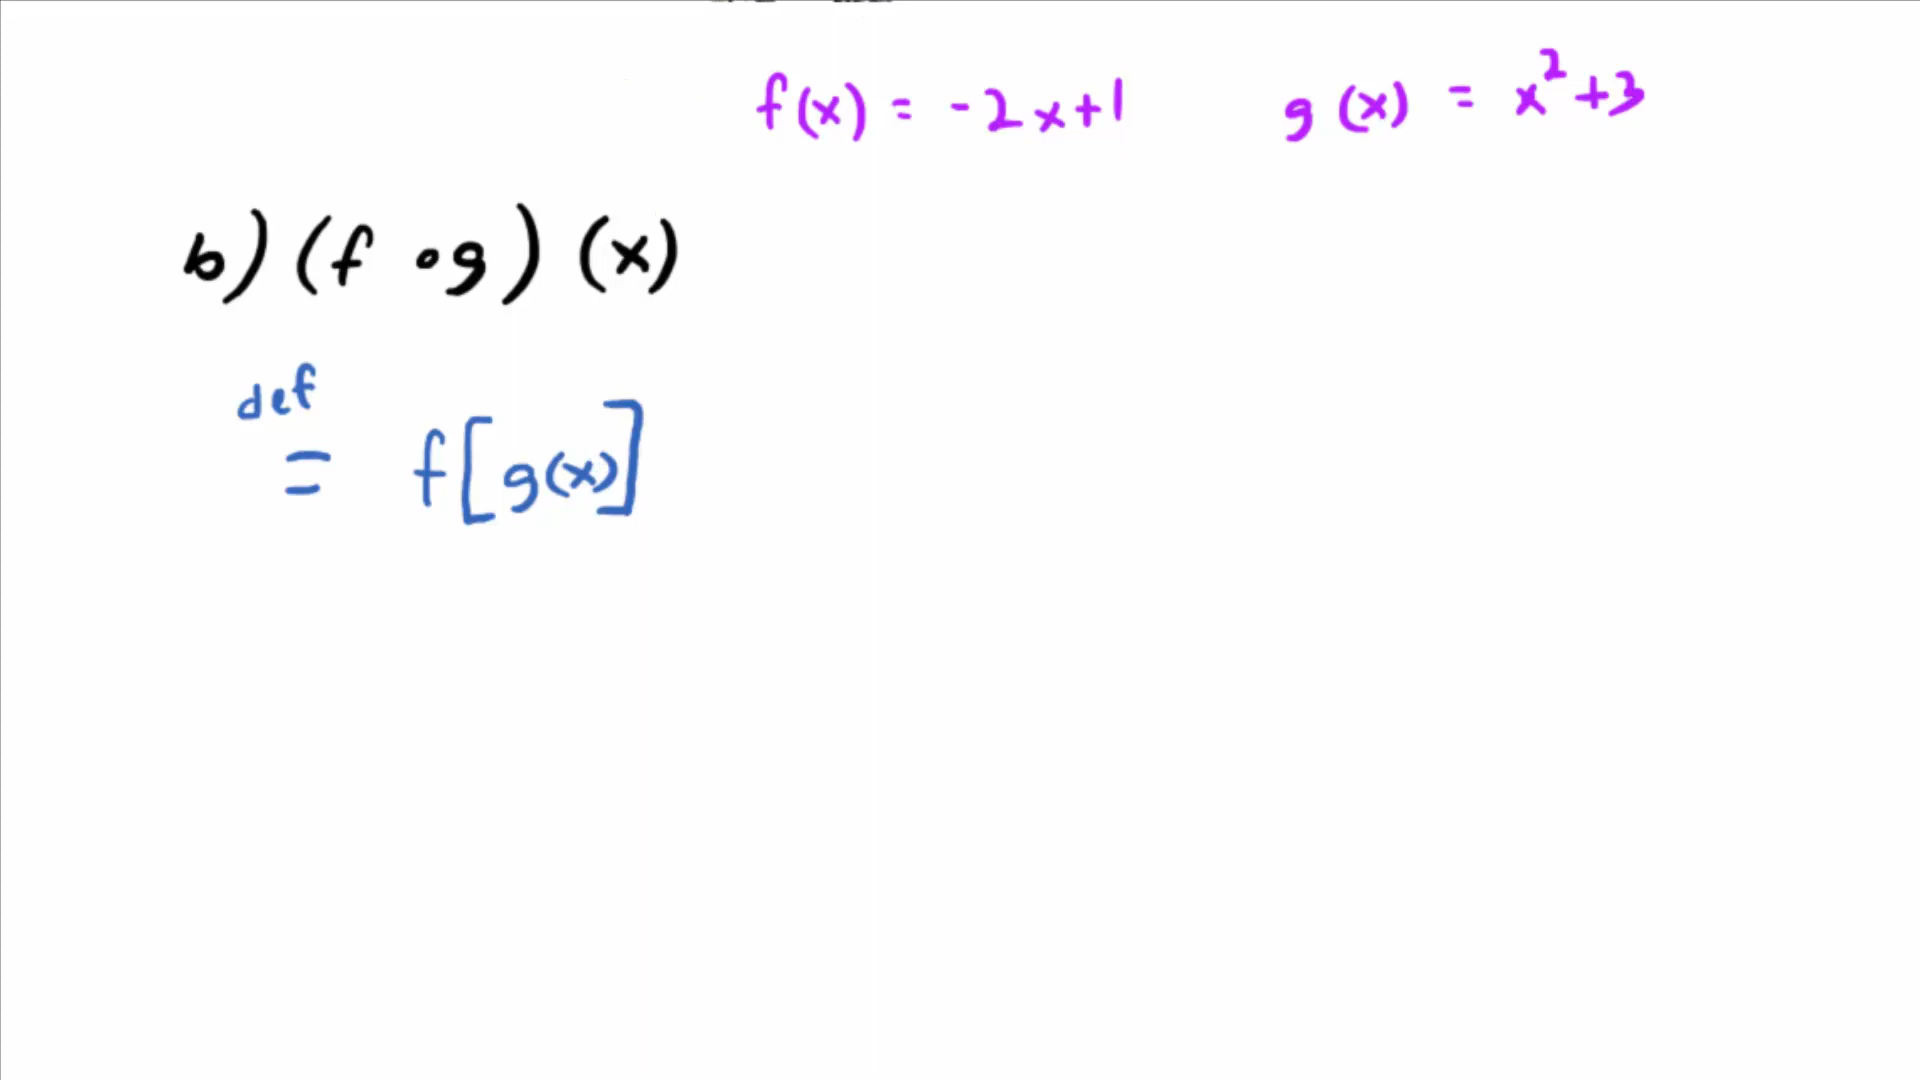 f(x) = -2x+1 g(x) = x²+3
b) (f ∘ g) (x)
def
= f[g(x)]